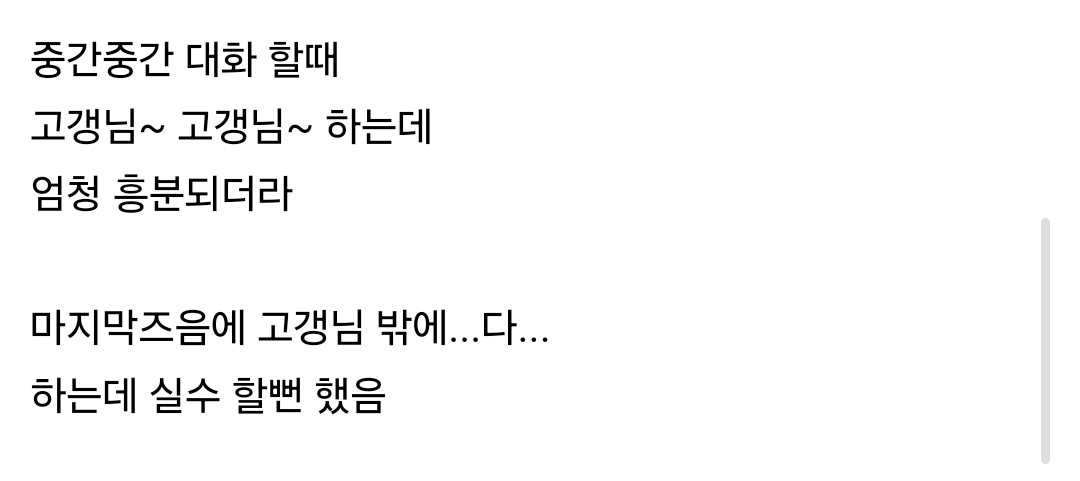 중간중간 대화 할때
고갱님~ 고갱님~ 하는데
엄청 흥분되더라
마지막즈음에 고갱님 밖에...다...
하는데 실수 할뻔 했음